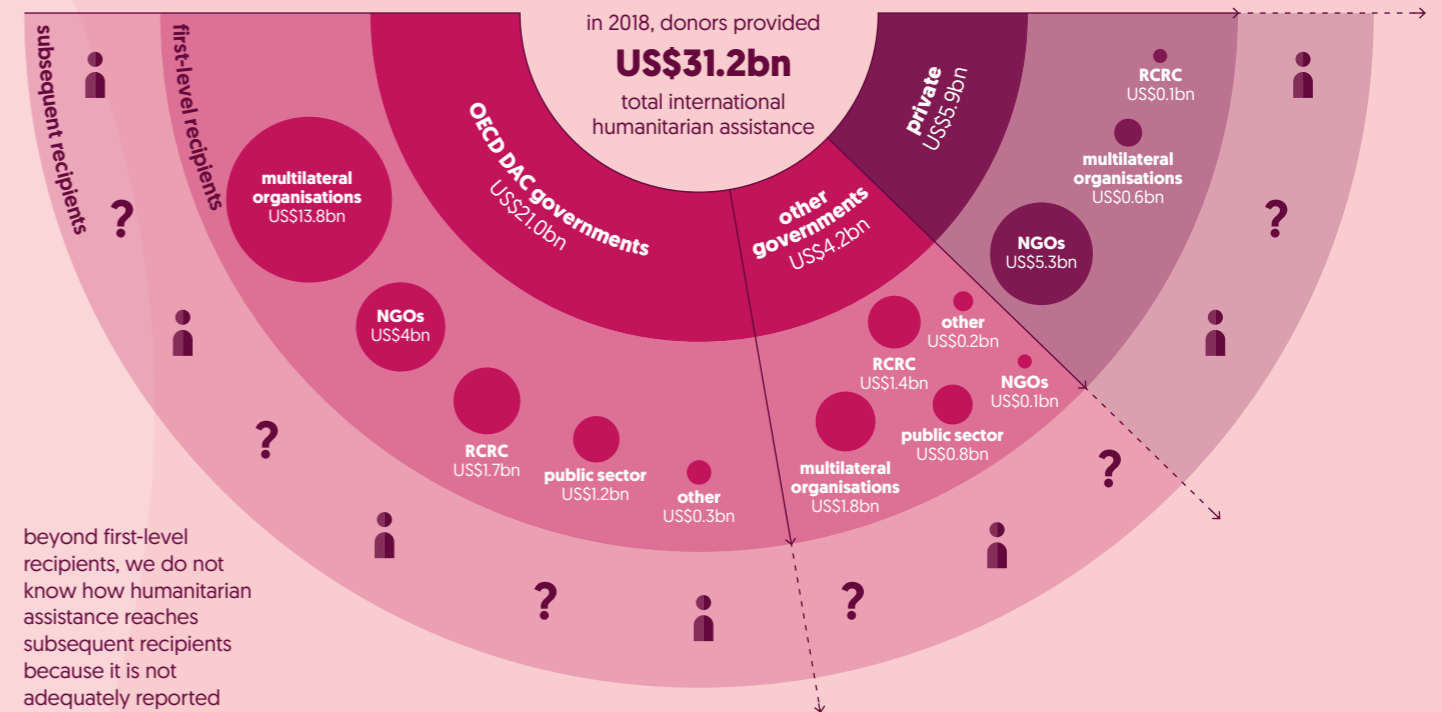 in 2018, donors provided
US$31.2bn
total international
humanitarian assistance
subsequent recipients
first-level recipients
OECD DAC governments
US$21.0bn
other
governments
US$4.2bn
private
US$5.9bn
multilateral
organisations
US$13.8bn
NGOs
US$4bn
RCRC
US$1.7bn
public sector
US$1.2bn
other
US$0.3bn
RCRC
US$1.4bn
other
US$0.2bn
NGOs
US$0.1bn
multilateral
organisations
US$1.8bn
public sector
US$0.8bn
RCRC
US$0.1bn
multilateral
organisations
US$0.6bn
NGOs
US$5.3bn
?
?
?
?
?
?
beyond first-level
recipients, we do not
know how humanitarian
assistance reaches
subsequent recipients
because it is not
adequately reported